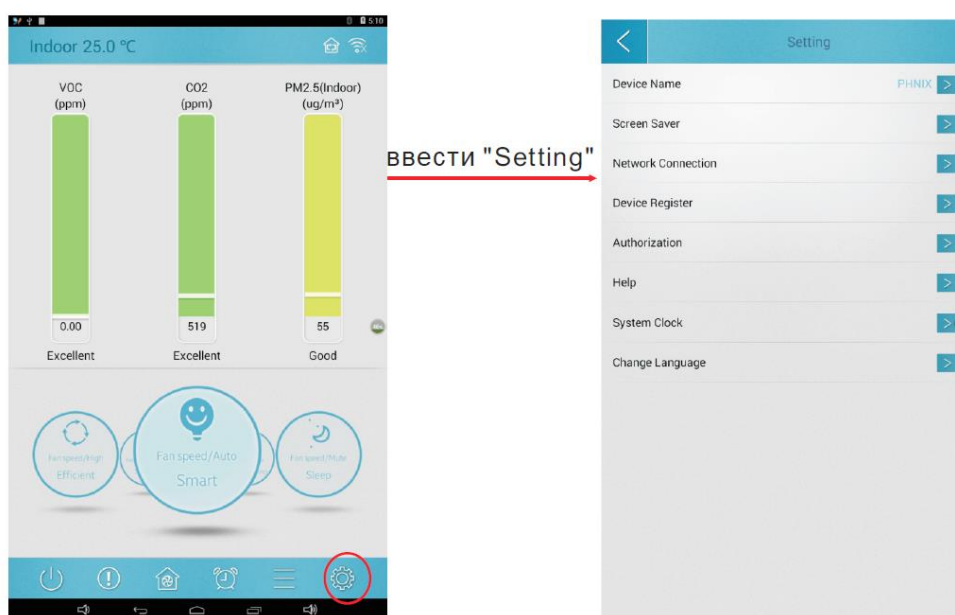 5:10
Indoor 25.0 °C
VOC
(ppm)
CO2
(ppm)
PM2.5(Indoor)
(ug/m³)
0.00
519
55
Excellent
Excellent
Good
Fan speed/High
Efficient
Fan speed/Auto
Smart
Fan speed/Mute
Sleep
ввести "Setting"
Setting
Device Name
PHNIX
Screen Saver
Network Connection
Device Register
Authorization
Help
System Clock
Change Language